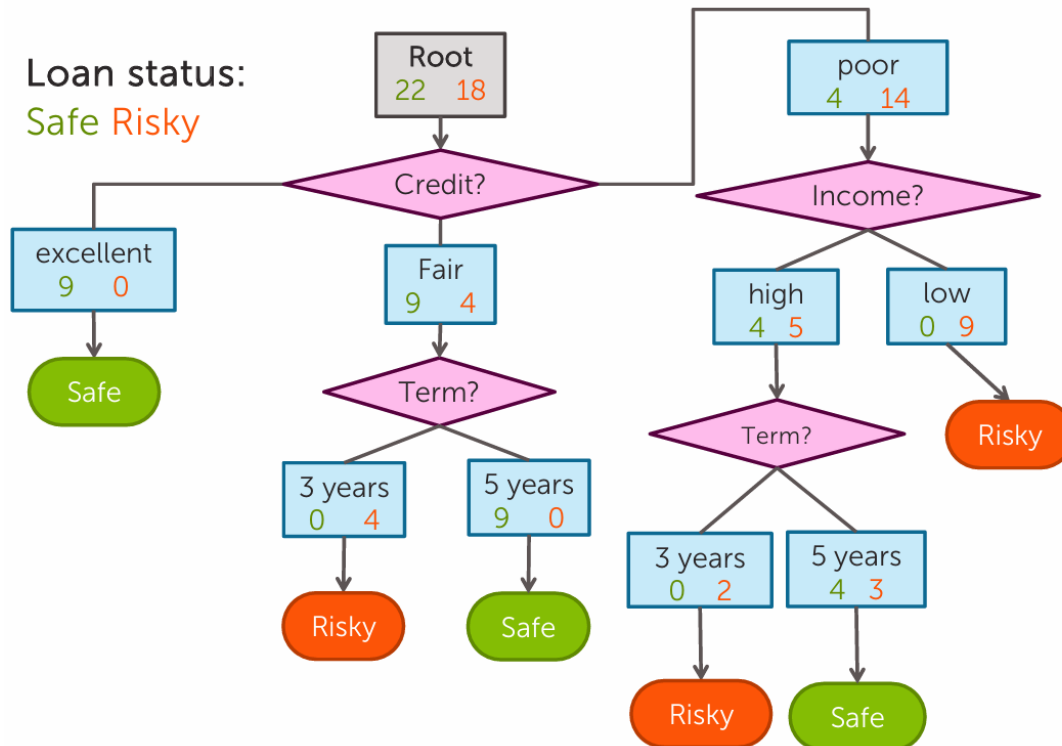 Loan status:
Safe Risky
Root
22 18
Credit?
excellent
9 0
Safe
Fair
9 4
Term?
3 years
0 4
Risky
5 years
9 0
Safe
poor
4 14
Income?
high
4 5
low
0 9
Risky
Term?
3 years
0 2
Risky
5 years
4 3
Safe